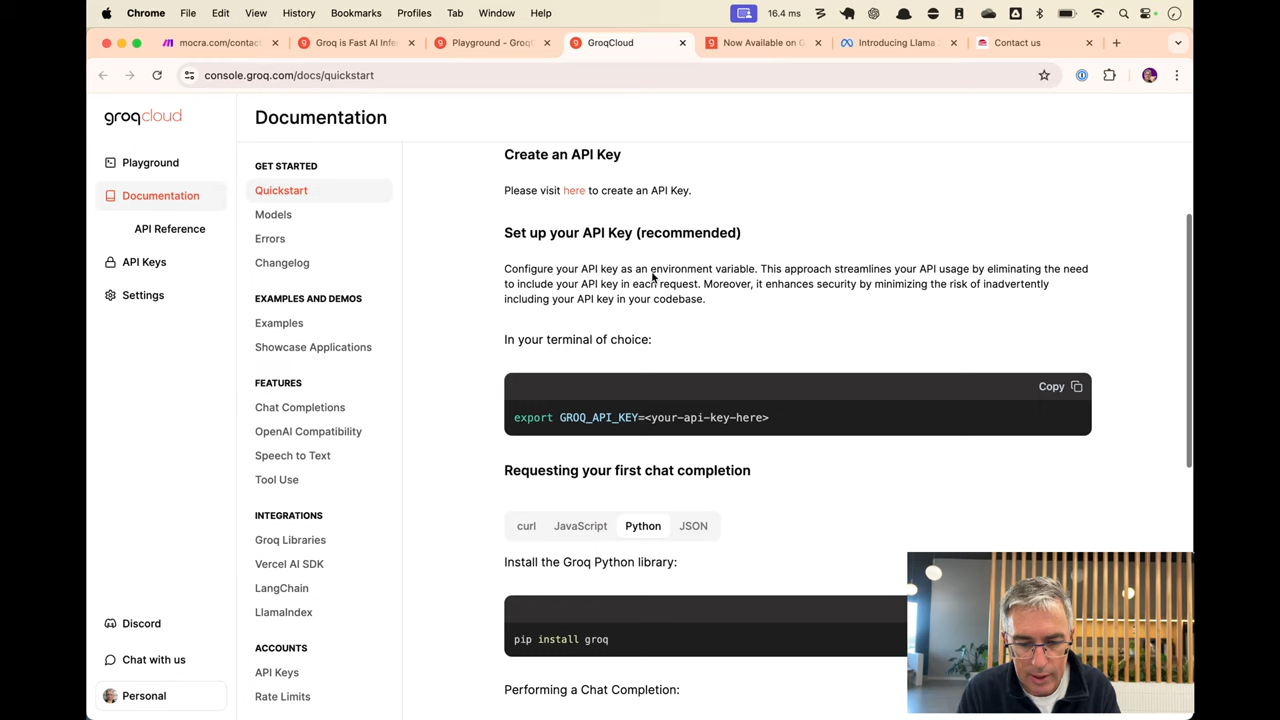 Chrome File Edit View History Bookmarks Profiles Tab Window Help 16.4 ms
mocra.com/contac
Groq is Fast AI Infe
Playground - Groq
GroqCloud
Now Available on G
Introducing Llama
Contact us
console.groq.com/docs/quickstart
groqcloud
Playground
Documentation
API Reference
API Keys
Settings
Discord
Chat with us
Personal
Documentation
GET STARTED
Quickstart
Models
Errors
Changelog
EXAMPLES AND DEMOS
Examples
Showcase Applications
FEATURES
Chat Completions
OpenAI Compatibility
Speech to Text
Tool Use
INTEGRATIONS
Groq Libraries
Vercel AI SDK
LangChain
LlamaIndex
ACCOUNTS
API Keys
Rate Limits
Create an API Key
Please visit here to create an API Key.
Set up your API Key (recommended)
Configure your API key as an environment variable. This approach streamlines your API usage by eliminating the need
to include your API key in each request. Moreover, it enhances security by minimizing the risk of inadvertently
including your API key in your codebase.
In your terminal of choice:
Copy
export GROQ_API_KEY=<your-api-key-here>
Requesting your first chat completion
curl JavaScript Python JSON
Install the Groq Python library:
pip install groq
Performing a Chat Completion: